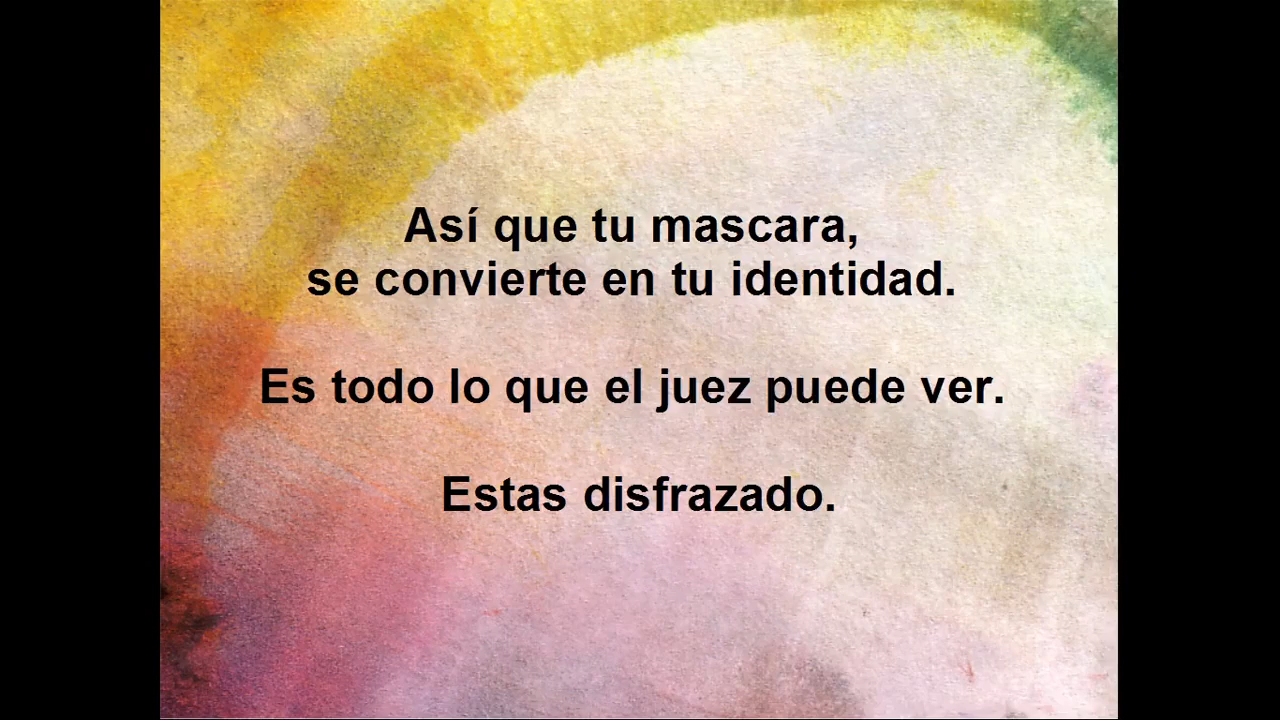 Así que tu mascara,
se convierte en tu identidad.
Es todo lo que el juez puede ver.
Estas disfrazado.